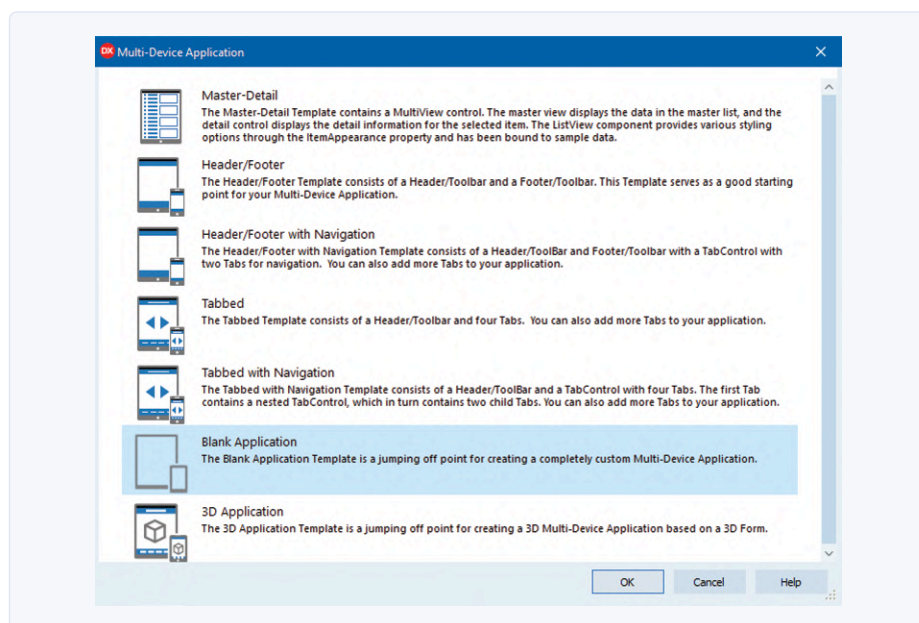 DX Multi-Device Application
Master-Detail
The Master-Detail Template contains a MultiView control. The master view displays the data in the master list, and the
detail control displays the detail information for the selected item. The ListView component provides various styling
options through the ItemAppearance property and has been bound to sample data.
Header/Footer
The Header/Footer Template consists of a Header/Toolbar and a Footer/Toolbar. This Template serves as a good starting
point for your Multi-Device Application.
Header/Footer with Navigation
The Header/Footer with Navigation Template consists of a Header/ToolBar and Footer/Toolbar with a TabControl with
two Tabs for navigation. You can also add more Tabs to your application.
Tabbed
The Tabbed Template consists of a Header/Toolbar and four Tabs. You can also add more Tabs to your application.
Tabbed with Navigation
The Tabbed with Navigation Template consists of a Header/ToolBar and a TabControl with four Tabs. The first Tab
contains a nested TabControl, which in turn contains two child Tabs. You can also add more Tabs to your application.
Blank Application
The Blank Application Template is a jumping off point for creating a completely custom Multi-Device Application.
3D Application
The 3D Application Template is a jumping off point for creating a 3D Multi-Device Application based on a 3D Form.
OK Cancel Help